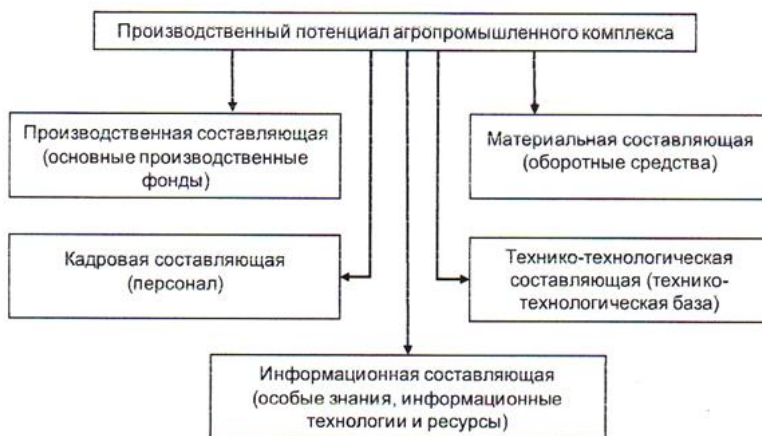 Производственный потенциал агропромышленного комплекса
Производственная составляющая
(основные производственные
фонды)
Материальная составляющая
(оборотные средства)
Кадровая составляющая
(персонал)
Технико-технологическая
составляющая (технико-
технологическая база)
Информационная составляющая
(особые знания, информационные
технологии и ресурсы)